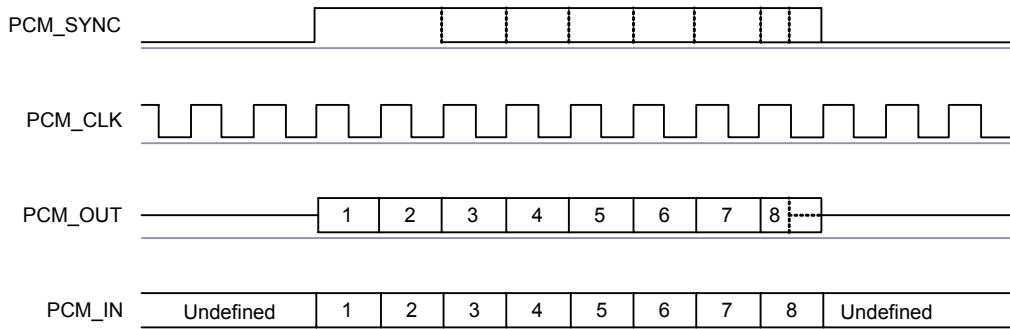 PCM_SYNC
PCM_CLK
PCM_OUT 1 2 3 4 5 6 7 8
PCM_IN Undefined 1 2 3 4 5 6 7 8 Undefined